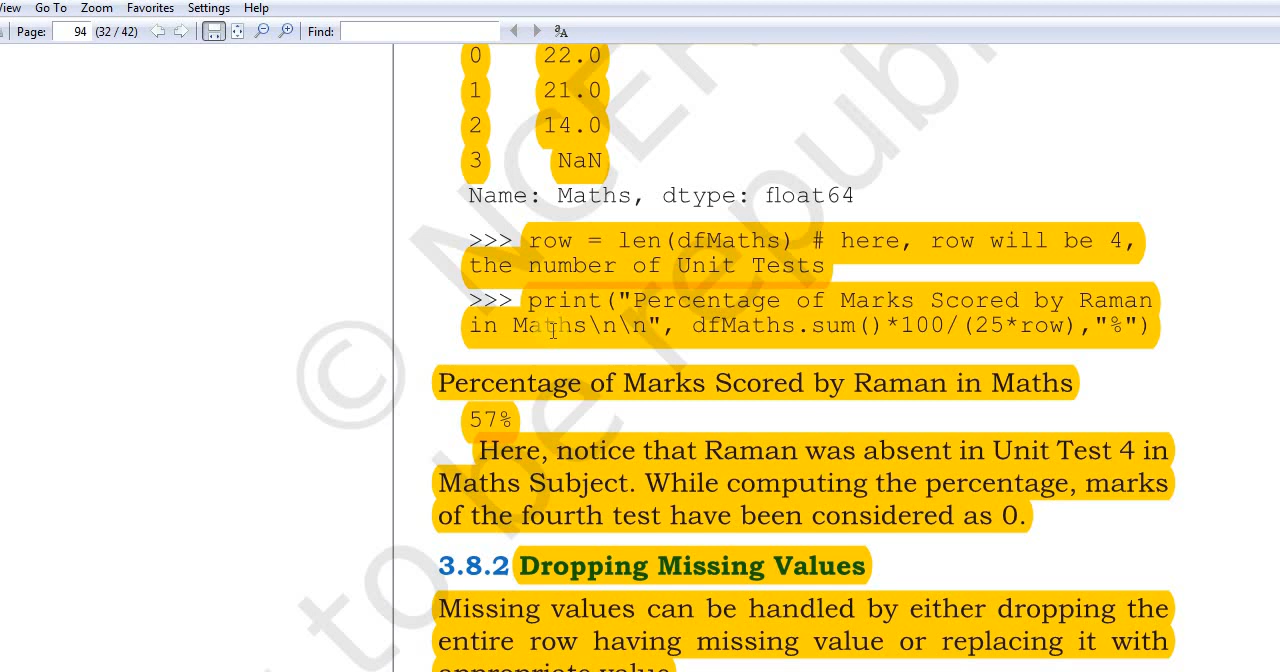 View Go To Zoom Favorites Settings Help
Page: 94 (32 / 42) Find:
0 22.0
1 21.0
2 14.0
3 NaN
Name: Maths, dtype: float64
>>> row = len(dfMaths) # here, row will be 4,
the number of Unit Tests
>>> print("Percentage of Marks Scored by Raman
in Maths\n\n", dfMaths.sum()*100/(25*row),"%")
Percentage of Marks Scored by Raman in Maths
57%
Here, notice that Raman was absent in Unit Test 4 in
Maths Subject. While computing the percentage, marks
of the fourth test have been considered as 0.
3.8.2 Dropping Missing Values
Missing values can be handled by either dropping the
entire row having missing value or replacing it with
appropriate value.
© NCER
to be republ